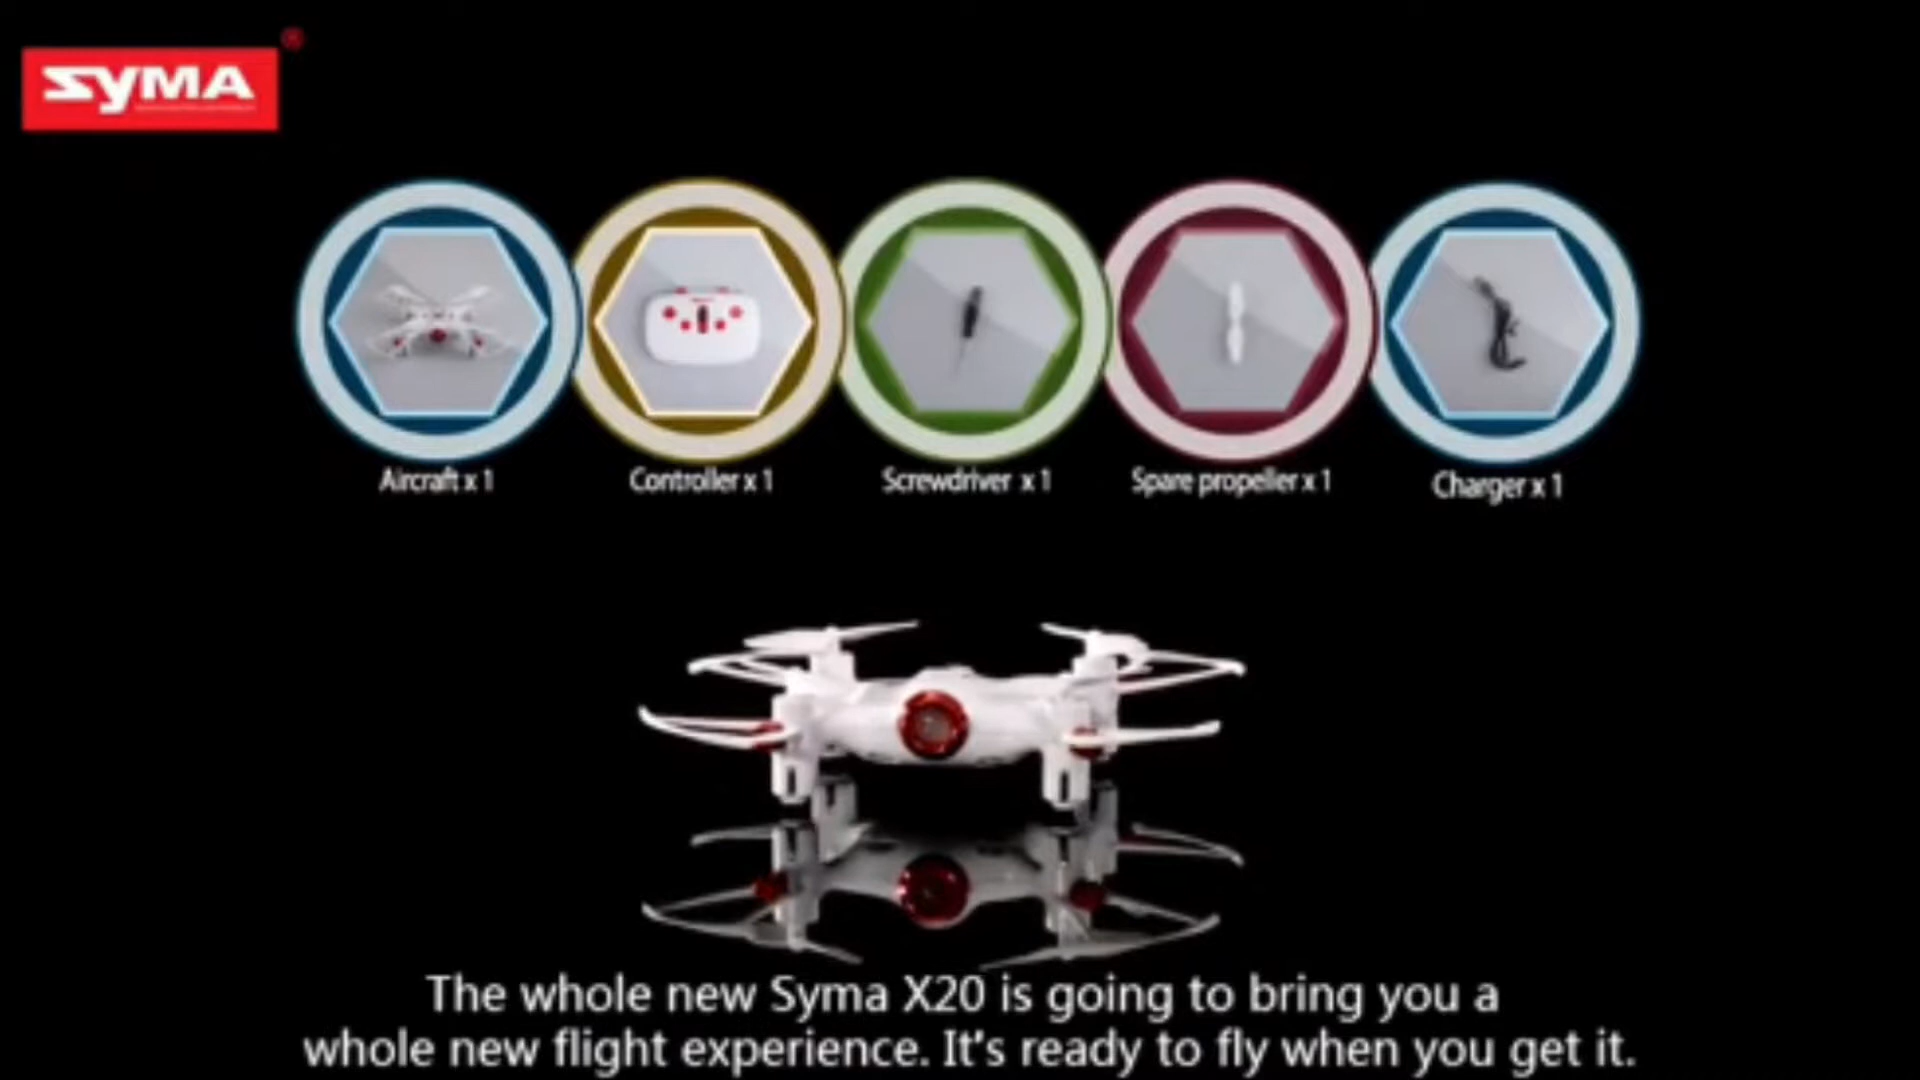 SYMA
®
Aircraft x 1
Controller x 1
Screwdriver x 1
Spare propeller x 1
Charger x 1
The whole new Syma X20 is going to bring you a
whole new flight experience. It's ready to fly when you get it.